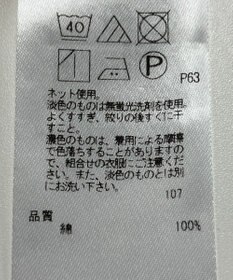 40
P
P63
ネット使用。
淡色のものは無蛍光洗剤を使用。
よくすすぎ、絞りの後すぐに干
すこと。
濃色のものは、着用による摩擦
で色落ちすることがありますの
で、組合せの衣服にご注意くだ
さい。また、淡色のものとは別
にお洗い下さい。
107
品質
綿 100%